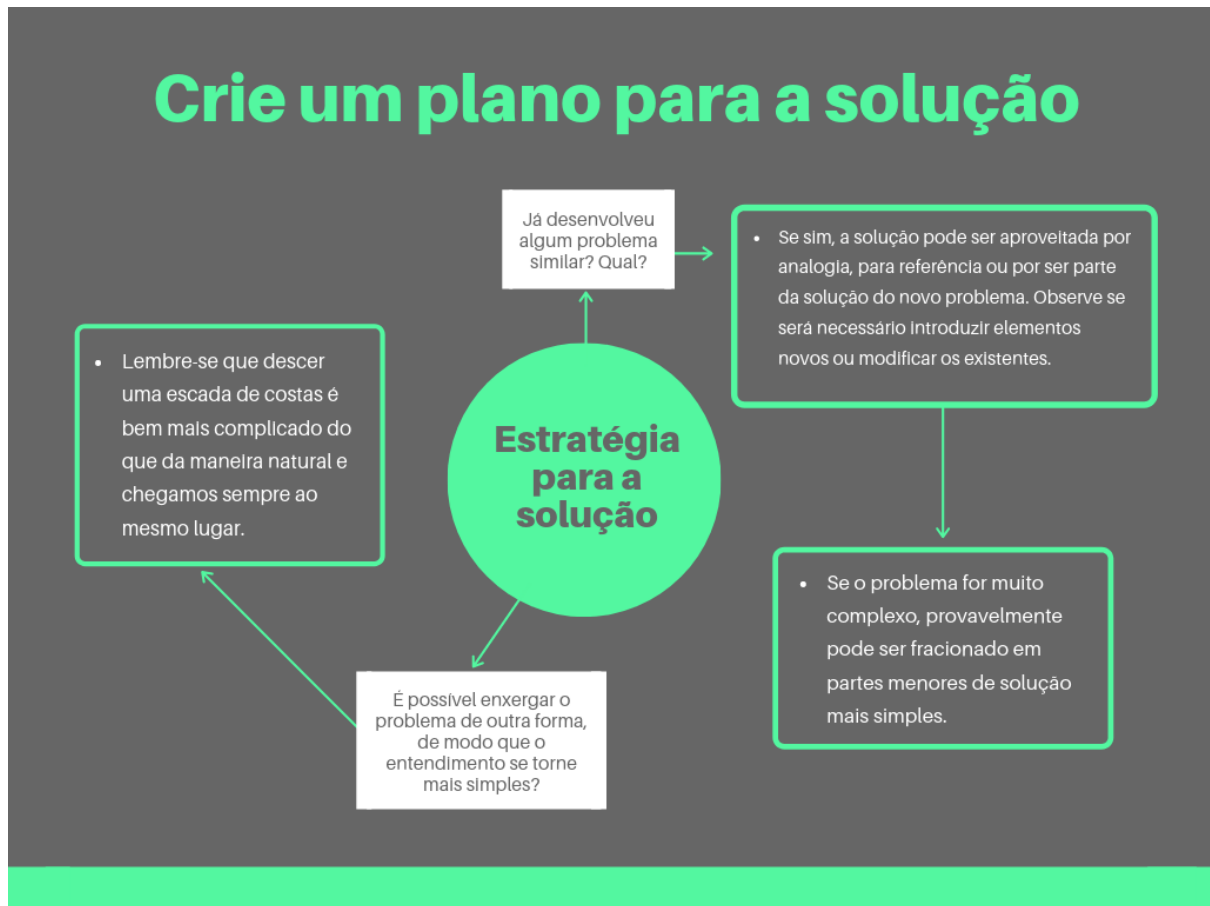 Crie um plano para a solução
Já desenvolveu
algum problema
similar? Qual?
• Se sim, a solução pode ser aproveitada por
analogia, para referência ou por ser parte
da solução do novo problema. Observe se
será necessário introduzir elementos
novos ou modificar os existentes.
• Lembre-se que descer
uma escada de costas é
bem mais complicado do
que da maneira natural e
chegamos sempre ao
mesmo lugar.
Estratégia
para a
solução
• Se o problema for muito
complexo, provavelmente
pode ser fracionado em
partes menores de solução
mais simples.
É possível enxergar o
problema de outra forma,
de modo que o
entendimento se torne
mais simples?